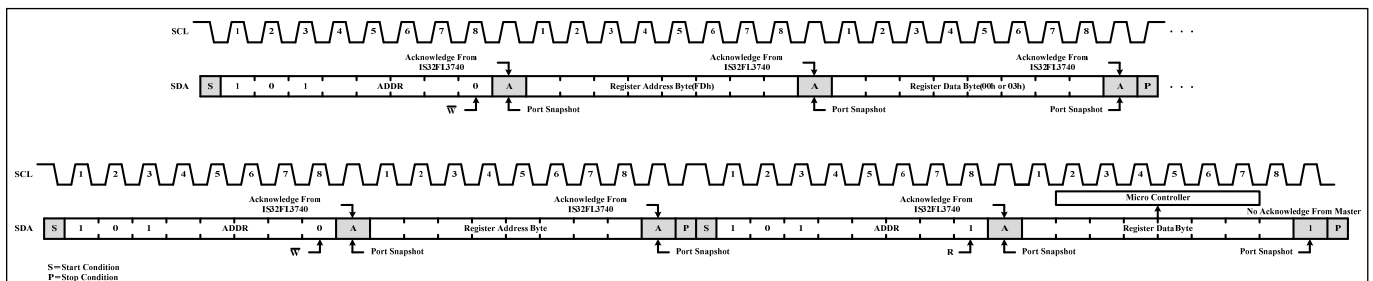 SCL 1 2 3 4 5 6 7 8 1 2 3 4 5 6 7 8 1 2 3 4 5 6 7 8 . . .
Acknowledge From IS32FL3740 Acknowledge From IS32FL3740 Acknowledge From IS32FL3740
SDA S 1 0 1 ADDR 0 A Register Address Byte(FDh) A Register Data Byte(00h or 03h) A P . . .
W Port Snapshot Port Snapshot Port Snapshot
SCL 1 2 3 4 5 6 7 8 1 2 3 4 5 6 7 8 1 2 3 4 5 6 7 8 1 2 3 4 5 6 7 8
Acknowledge From IS32FL3740 Acknowledge From IS32FL3740 Acknowledge From IS32FL3740 Micro Controller
No Acknowledge From Master
SDA S 1 0 1 ADDR 0 A Register Address Byte A P S 1 0 1 ADDR 1 A Register Data Byte 1 P
W Port Snapshot Port Snapshot R Port Snapshot Port Snapshot
S=Start Condition
P=Stop Condition